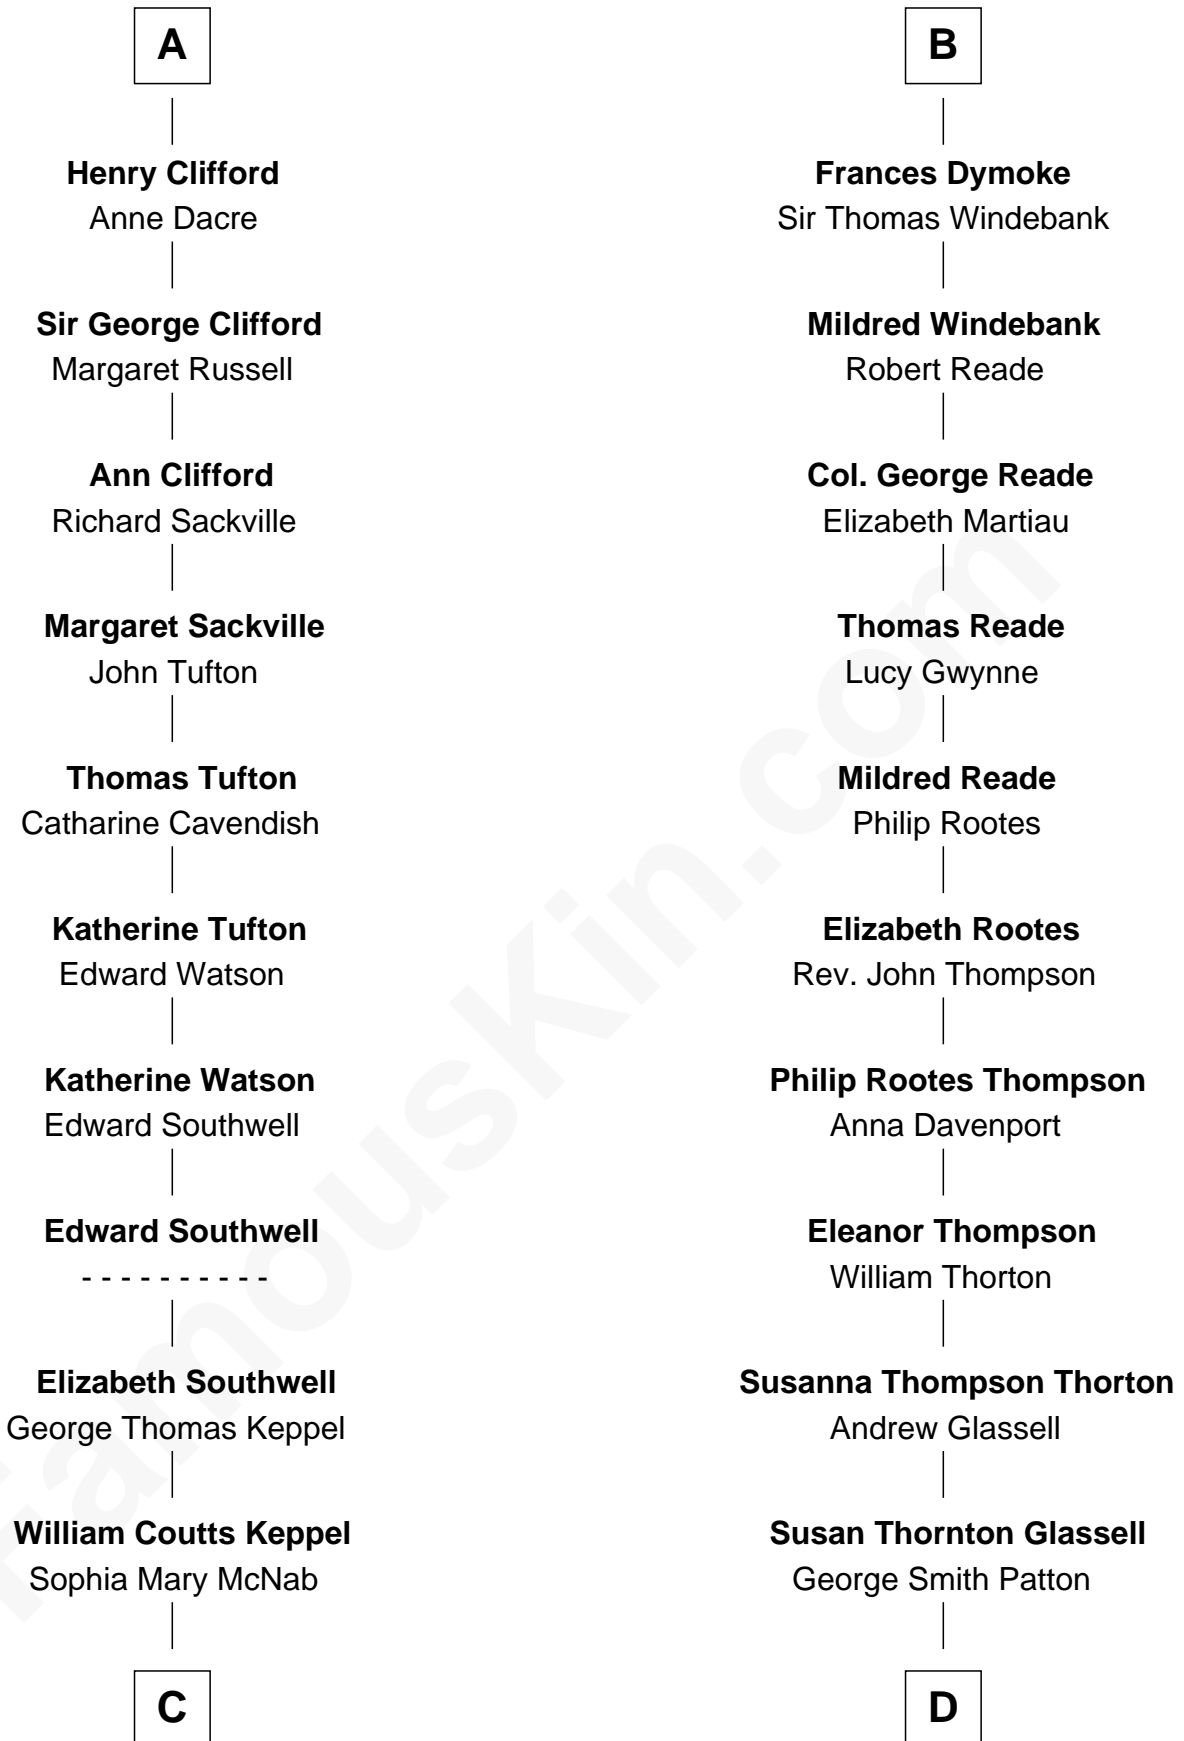 A
Henry Clifford
Anne Dacre
Sir George Clifford
Margaret Russell
Ann Clifford
Richard Sackville
Margaret Sackville
John Tufton
Thomas Tufton
Catharine Cavendish
Katherine Tufton
Edward Watson
Katherine Watson
Edward Southwell
Edward Southwell
- - - - - - - - - -
Elizabeth Southwell
George Thomas Keppel
William Coutts Keppel
Sophia Mary McNab
C
B
Frances Dymoke
Sir Thomas Windebank
Mildred Windebank
Robert Reade
Col. George Reade
Elizabeth Martiau
Thomas Reade
Lucy Gwynne
Mildred Reade
Philip Rootes
Elizabeth Rootes
Rev. John Thompson
Philip Rootes Thompson
Anna Davenport
Eleanor Thompson
William Thorton
Susanna Thompson Thorton
Andrew Glassell
Susan Thornton Glassell
George Smith Patton
D
FamousKin.com